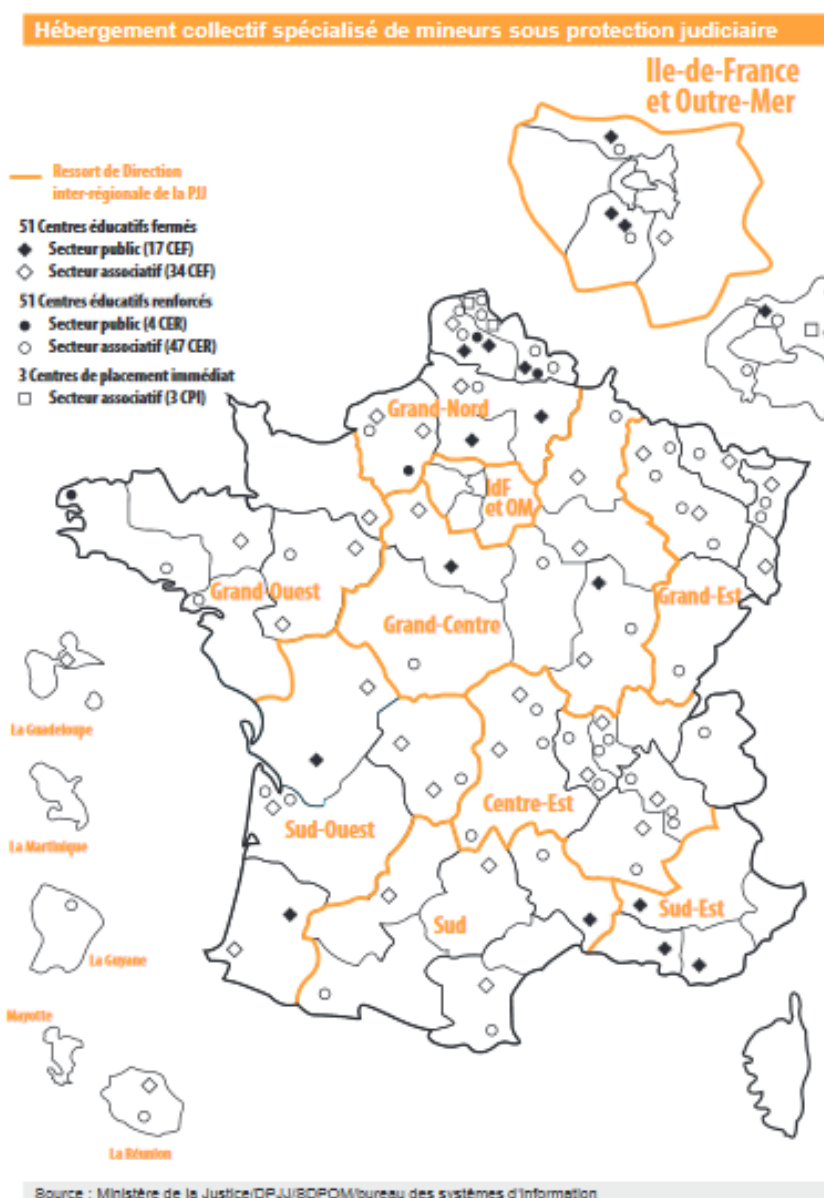 Hébergement collectif spécialisé de mineurs sous protection judiciaire
Ile-de-France
et Outre-Mer
Ressort de Direction
inter-régionale de la PJJ
51 Centres éducatifs fermés
Secteur public (17 CEF)
Secteur associatif (34 CEF)
51 Centres éducatifs renforcés
Secteur public (4 CER)
Secteur associatif (47 CER)
3 Centres de placement immédiat
Secteur associatif (3 CPI)
Grand-Nord
IdF
et OM
Grand-Ouest
Grand-Est
Grand-Centre
La Guadeloupe
Centre-Est
Sud-Ouest
La Martinique
Sud-Est
Sud
La Guyane
Mayotte
La Réunion
Source : Ministère de la Justice/DPJJ/SDPOM/bureau des systèmes d'information